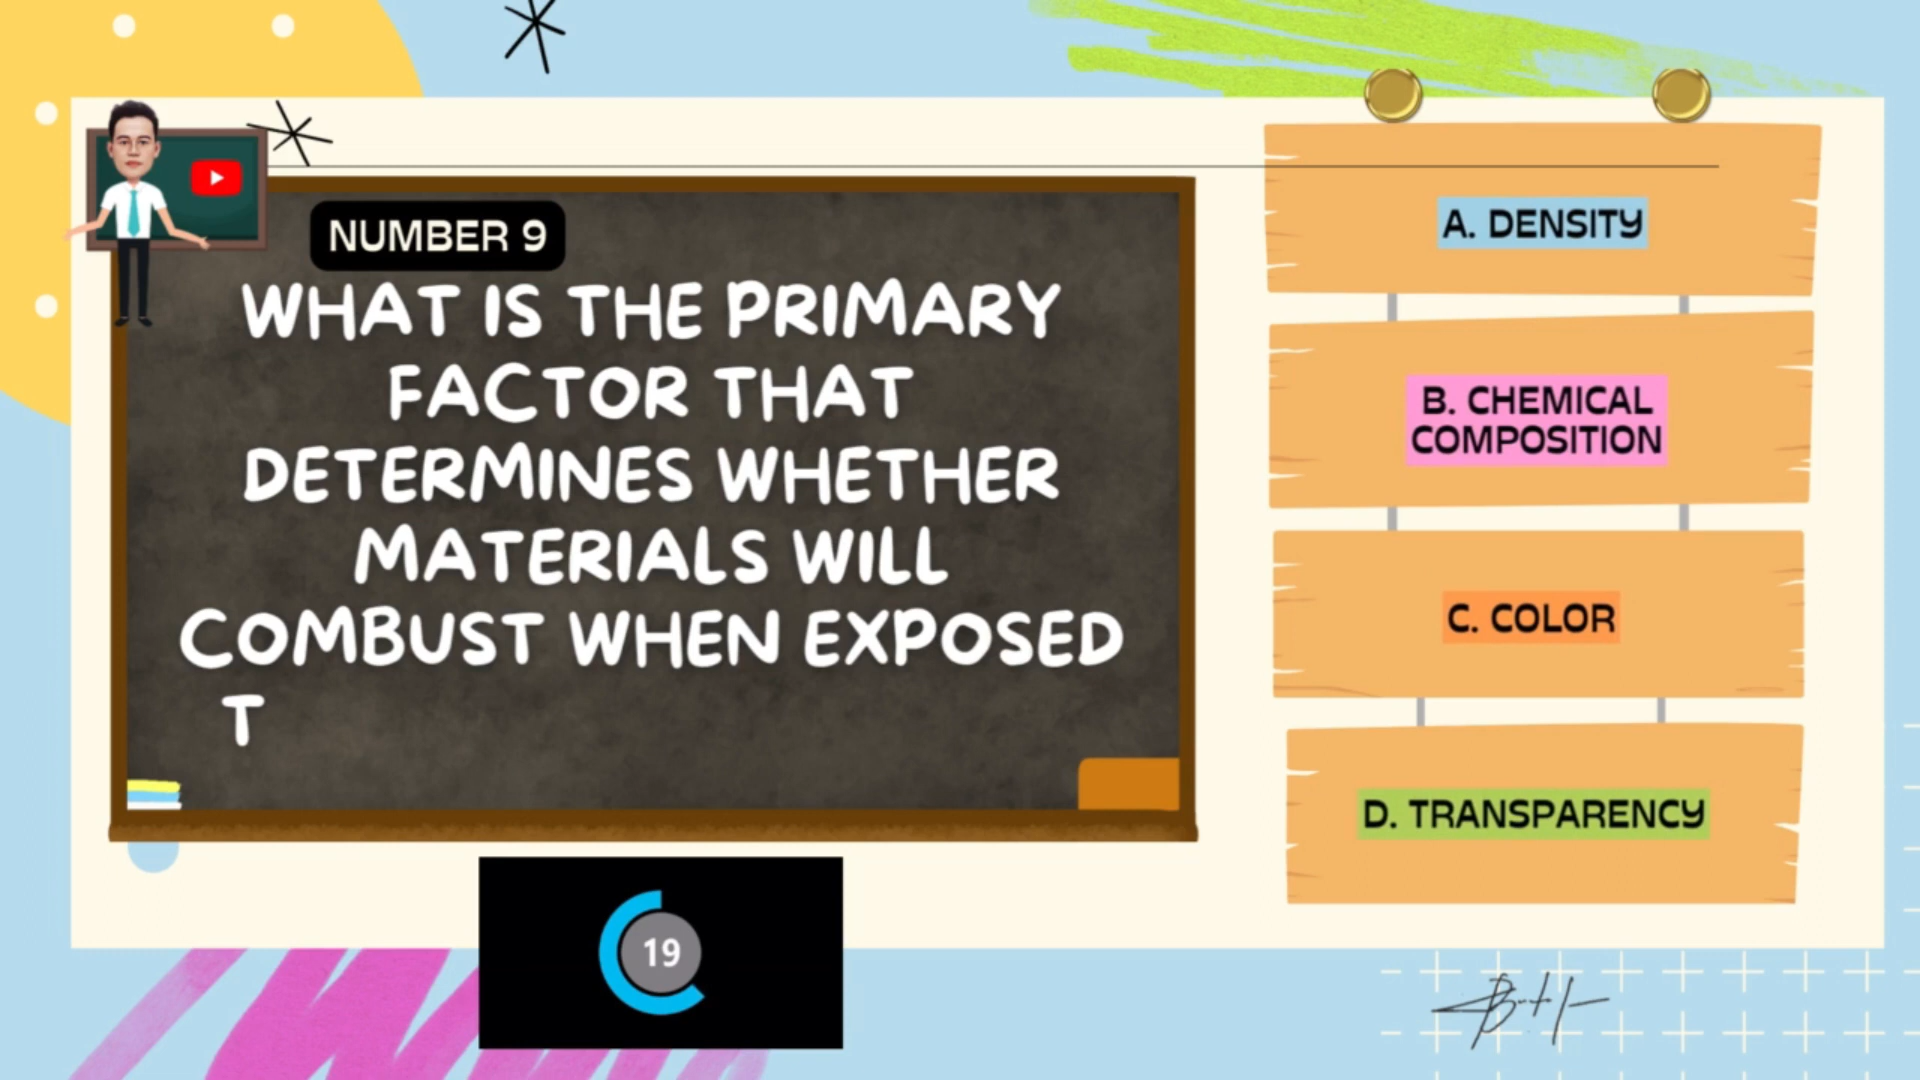 NUMBER 9
WHAT IS THE PRIMARY
FACTOR THAT
DETERMINES WHETHER
MATERIALS WILL
COMBUST WHEN EXPOSED
T
A. DENSITY
B. CHEMICAL
COMPOSITION
C. COLOR
D. TRANSPARENCY
19